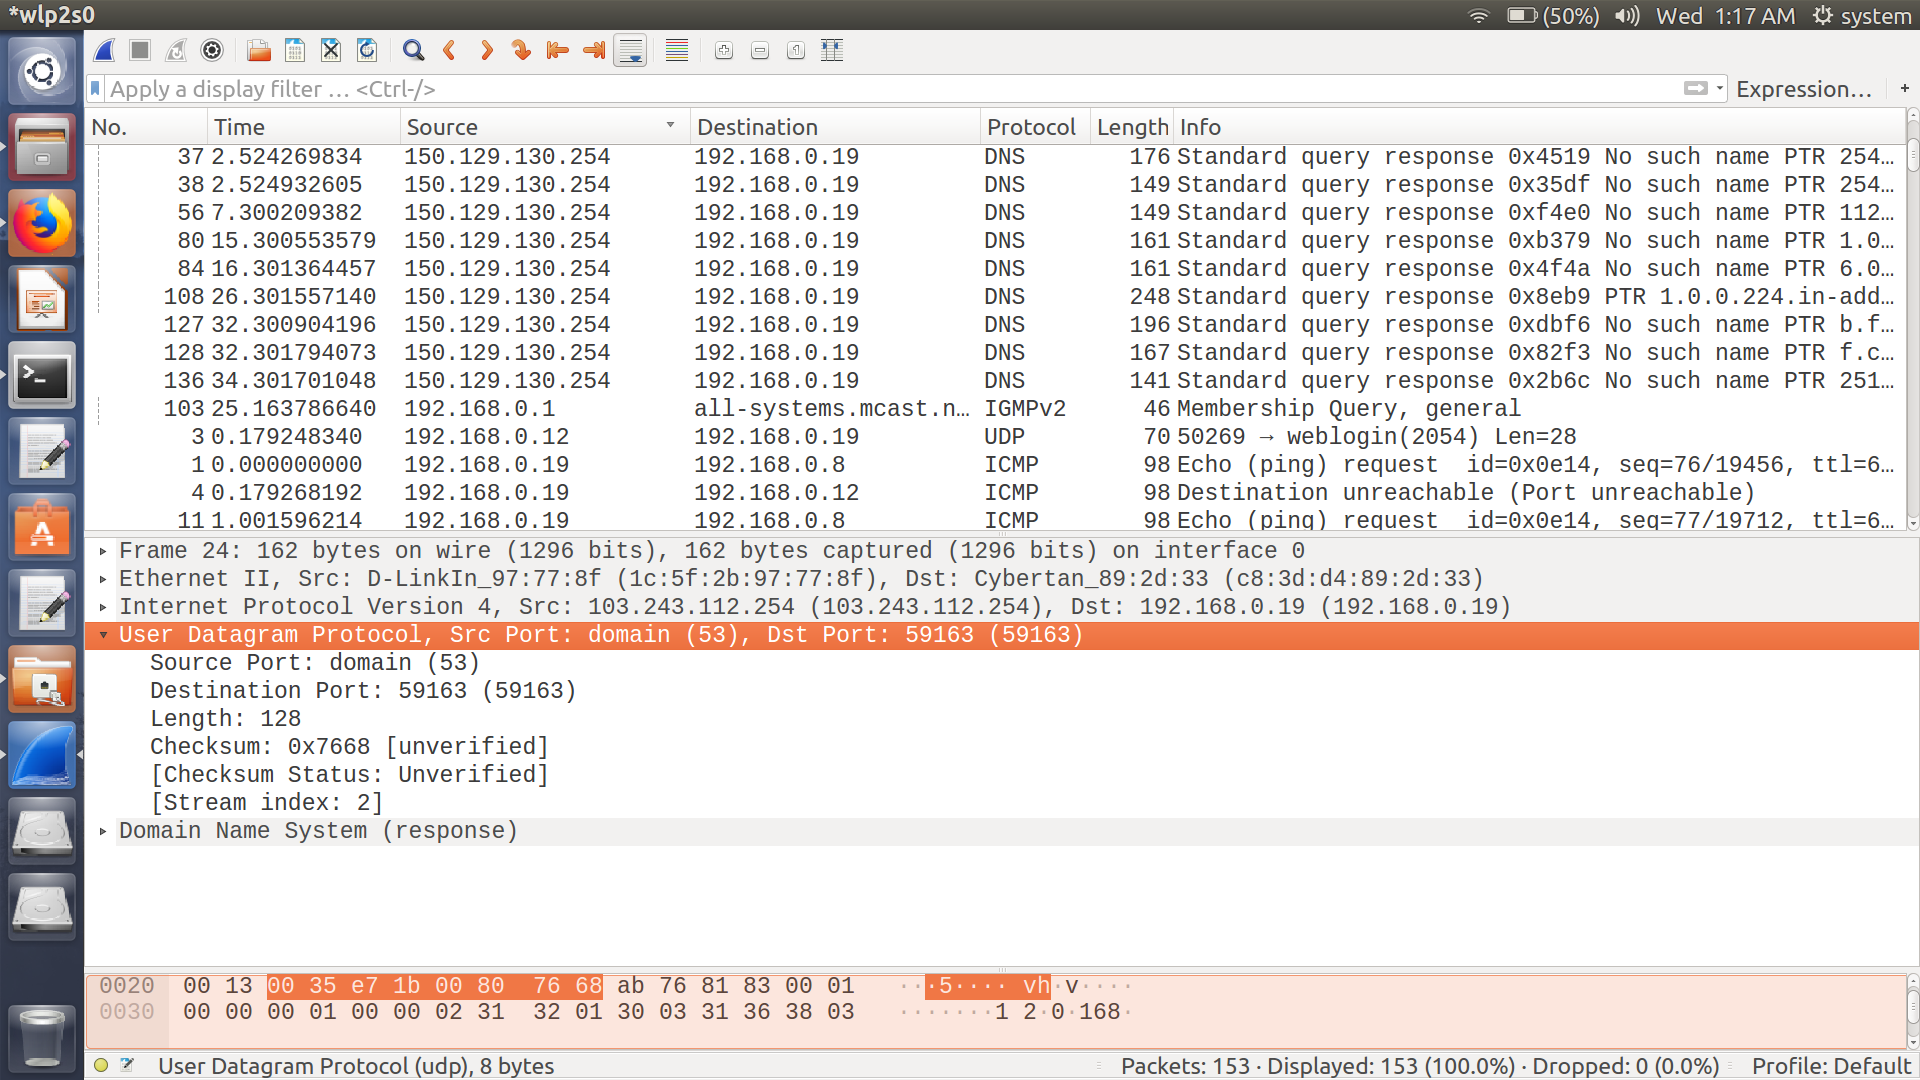 *wlp2s0
(50%) Wed 1:17 AM system
Apply a display filter … <Ctrl-/> Expression… +
No. Time Source Destination Protocol Length Info
37 2.524269834 150.129.130.254 192.168.0.19 DNS 176 Standard query response 0x4519 No such name PTR 254…
38 2.524932605 150.129.130.254 192.168.0.19 DNS 149 Standard query response 0x35df No such name PTR 254…
56 7.300209382 150.129.130.254 192.168.0.19 DNS 149 Standard query response 0xf4e0 No such name PTR 112…
80 15.300553579 150.129.130.254 192.168.0.19 DNS 161 Standard query response 0xb379 No such name PTR 1.0…
84 16.301364457 150.129.130.254 192.168.0.19 DNS 161 Standard query response 0x4f4a No such name PTR 6.0…
108 26.301557140 150.129.130.254 192.168.0.19 DNS 248 Standard query response 0x8eb9 PTR 1.0.0.224.in-add…
127 32.300904196 150.129.130.254 192.168.0.19 DNS 196 Standard query response 0xdbf6 No such name PTR b.f…
128 32.301794073 150.129.130.254 192.168.0.19 DNS 167 Standard query response 0x82f3 No such name PTR f.c…
136 34.301701048 150.129.130.254 192.168.0.19 DNS 141 Standard query response 0x2b6c No such name PTR 251…
103 25.163786640 192.168.0.1 all-systems.mcast.n… IGMPv2 46 Membership Query, general
3 0.179248340 192.168.0.12 192.168.0.19 UDP 70 50269 → weblogin(2054) Len=28
1 0.000000000 192.168.0.19 192.168.0.8 ICMP 98 Echo (ping) request id=0x0e14, seq=76/19456, ttl=6…
4 0.179268192 192.168.0.19 192.168.0.12 ICMP 98 Destination unreachable (Port unreachable)
11 1.001596214 192.168.0.19 192.168.0.8 ICMP 98 Echo (ping) request id=0x0e14, seq=77/19712, ttl=6…
Frame 24: 162 bytes on wire (1296 bits), 162 bytes captured (1296 bits) on interface 0
Ethernet II, Src: D-LinkIn_97:77:8f (1c:5f:2b:97:77:8f), Dst: Cybertan_89:2d:33 (c8:3d:d4:89:2d:33)
Internet Protocol Version 4, Src: 103.243.112.254 (103.243.112.254), Dst: 192.168.0.19 (192.168.0.19)
User Datagram Protocol, Src Port: domain (53), Dst Port: 59163 (59163)
Source Port: domain (53)
Destination Port: 59163 (59163)
Length: 128
Checksum: 0x7668 [unverified]
[Checksum Status: Unverified]
[Stream index: 2]
Domain Name System (response)
0020 00 13 00 35 e7 1b 00 80 76 68 ab 76 81 83 00 01 ···5···· vh·v····
0030 00 00 00 01 00 00 02 31 32 01 30 03 31 36 38 03 ·······1 2·0·168·
User Datagram Protocol (udp), 8 bytes Packets: 153 · Displayed: 153 (100.0%) · Dropped: 0 (0.0%) Profile: Default